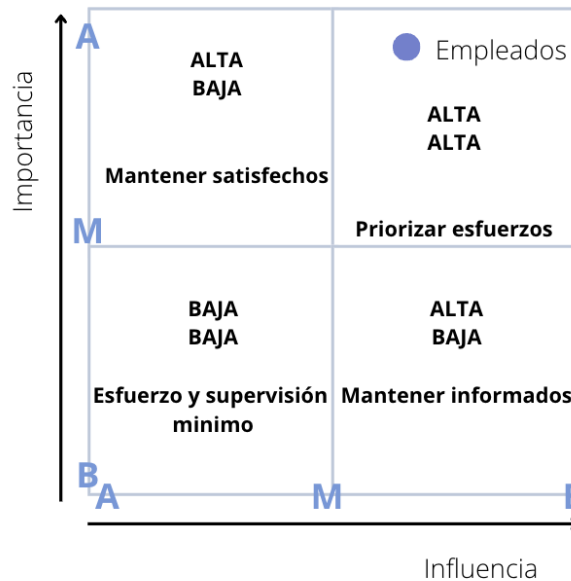 A
Empleados
ALTA
BAJA
ALTA
ALTA
Importancia
Mantener satisfechos
Priorizar esfuerzos
M
BAJA
BAJA
ALTA
BAJA
Esfuerzo y supervisión
minimo
Mantener informados
B
A
M
Influencia